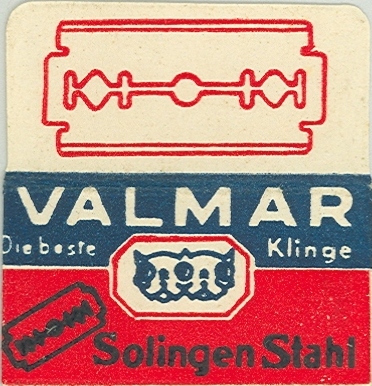 VALMAR
Die beste Klinge
Solingen Stahl